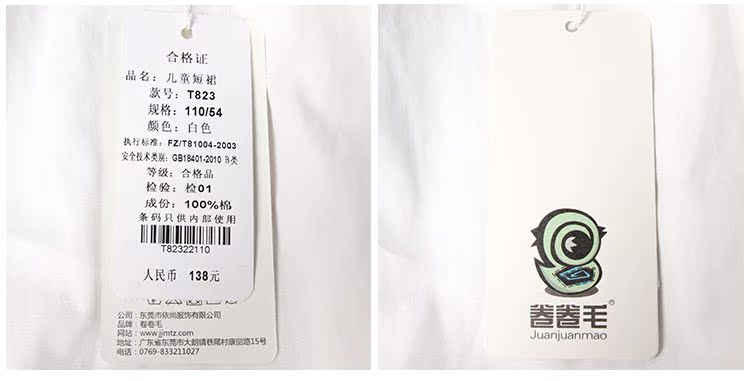 合格证
品名：儿童短裙
款号：T823
规格：110/54
颜色：白色
执行标准：FZ/T81004-2003
安全技术类别：GB18401-2010 B类
等级：合格品
检验：检01
成份：100%棉
条码只供内部使用
T82322110
人民币 138元
公司：东莞市依尚服饰有限公司
品牌：卷卷毛
网站：www.jjmtz.com
地址：广东省东莞市大朗镇巷尾村康丽路15号
电话：0769-833211027
卷卷毛®
Juanjuanmao